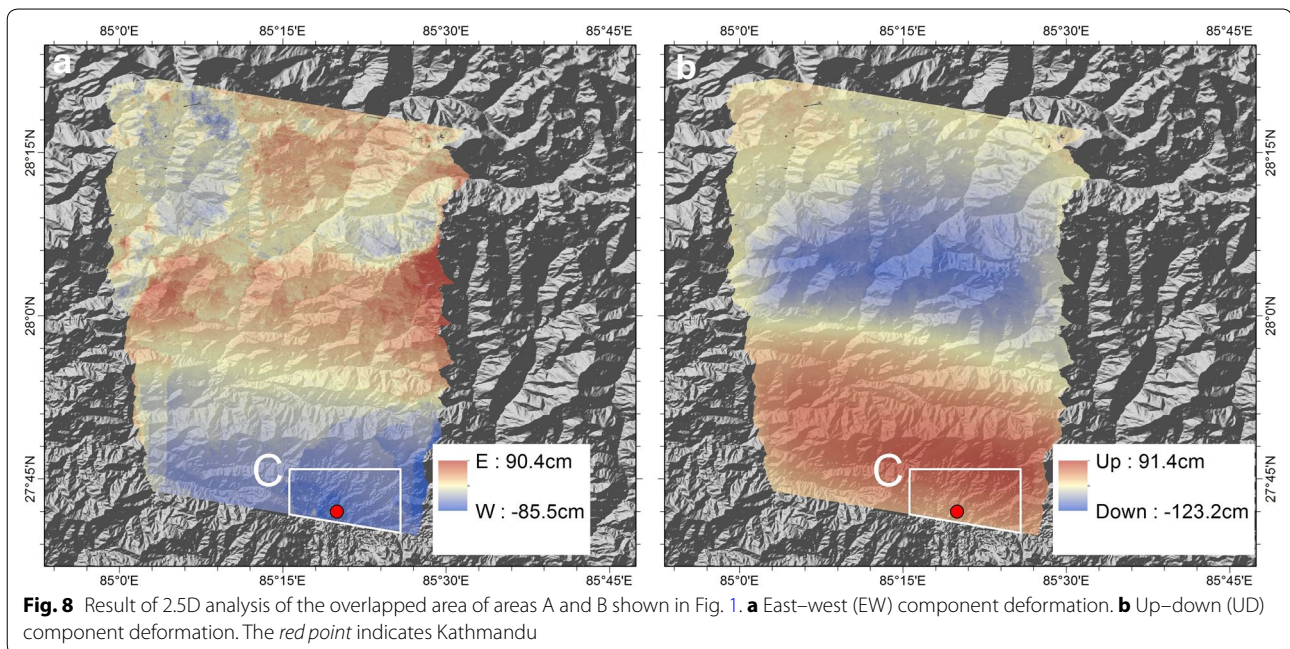 85°0'E 85°15'E 85°30'E 85°45'E 85°0'E 85°15'E 85°30'E 85°45'E
a b
28°15'N 28°15'N
28°0'N 28°0'N
27°45'N 27°45'N
C E : 90.4cm
W : -85.5cm
C Up : 91.4cm
Down : -123.2cm
85°0'E 85°15'E 85°30'E 85°45'E 85°0'E 85°15'E 85°30'E 85°45'E
Fig. 8 Result of 2.5D analysis of the overlapped area of areas A and B shown in Fig. 1. a East–west (EW) component deformation. b Up–down (UD)
component deformation. The red point indicates Kathmandu